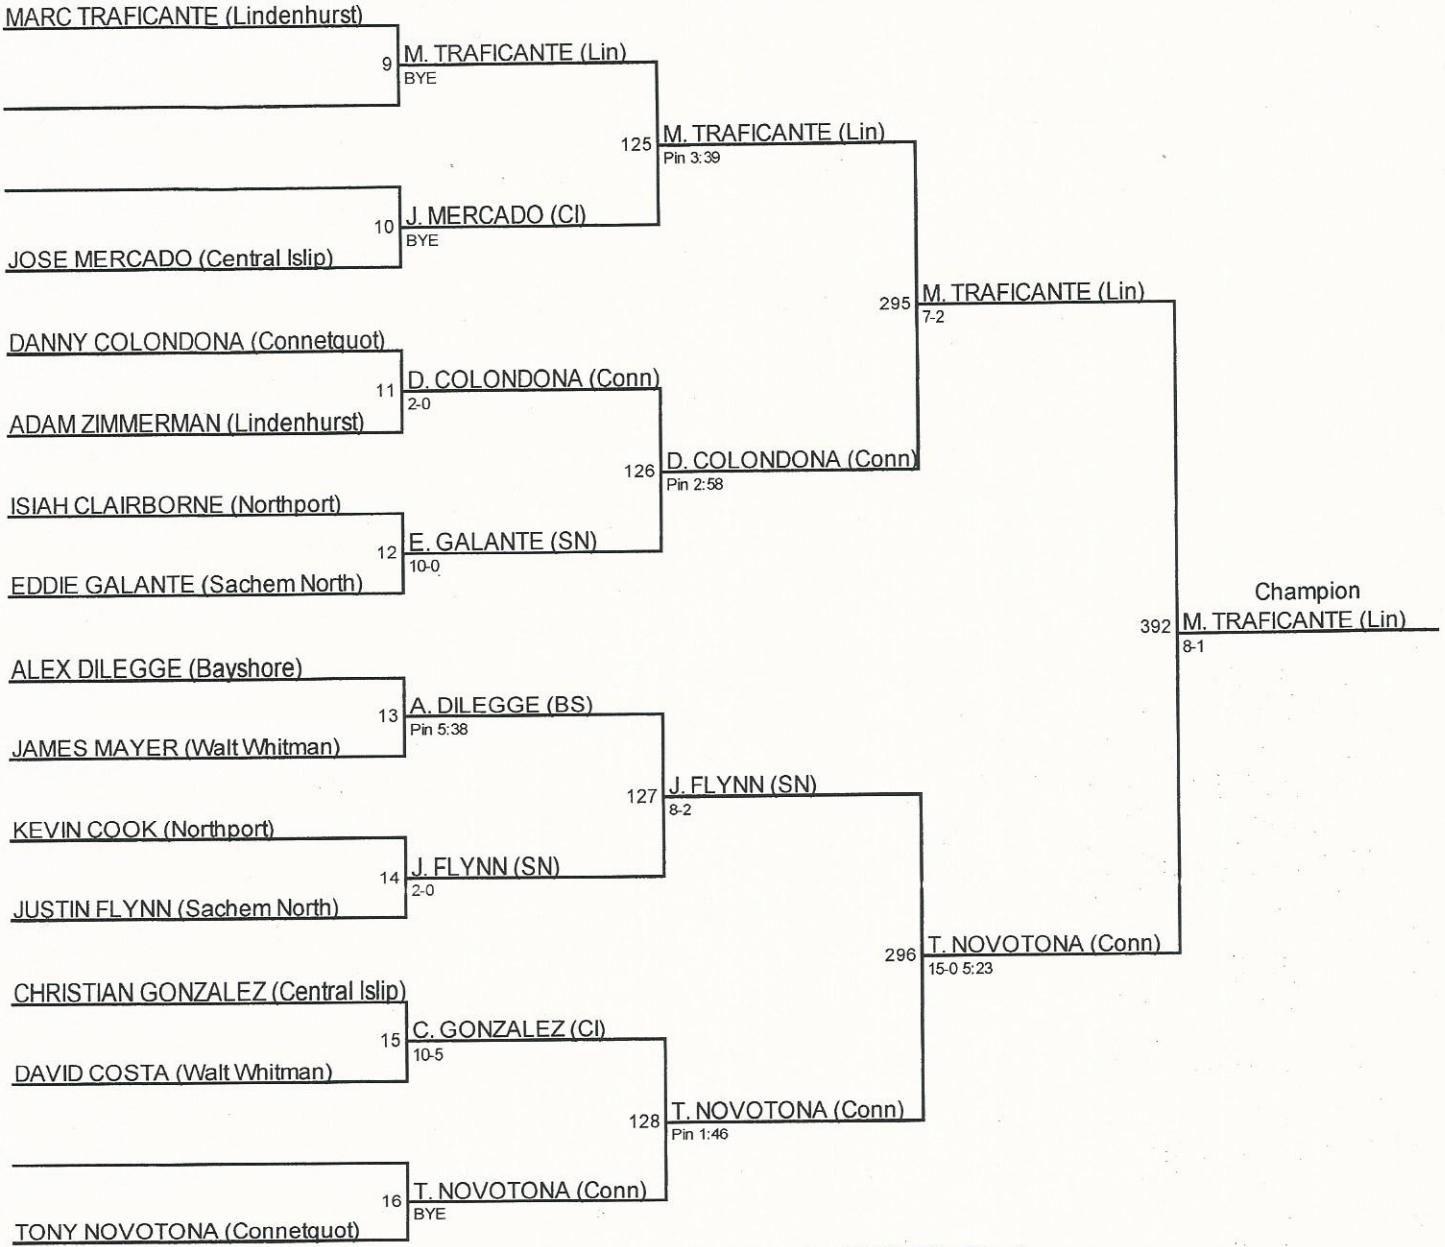 MARC TRAFICANTE (Lindenhurst)
9
M. TRAFICANTE (Lin)
BYE
125
M. TRAFICANTE (Lin)
Pin 3:39
10
J. MERCADO (CI)
BYE
JOSE MERCADO (Central Islip)
295
M. TRAFICANTE (Lin)
7-2
DANNY COLONDONA (Connetquot)
11
D. COLONDONA (Conn)
2-0
ADAM ZIMMERMAN (Lindenhurst)
126
D. COLONDONA (Conn)
Pin 2:58
ISIAH CLAIRBORNE (Northport)
12
E. GALANTE (SN)
10-0
EDDIE GALANTE (Sachem North)
Champion
392
M. TRAFICANTE (Lin)
8-1
ALEX DILEGGE (Bayshore)
13
A. DILEGGE (BS)
Pin 5:38
JAMES MAYER (Walt Whitman)
127
J. FLYNN (SN)
8-2
KEVIN COOK (Northport)
14
J. FLYNN (SN)
2-0
JUSTIN FLYNN (Sachem North)
296
T. NOVOTONA (Conn)
15-0 5:23
CHRISTIAN GONZALEZ (Central Islip)
15
C. GONZALEZ (CI)
10-5
DAVID COSTA (Walt Whitman)
128
T. NOVOTONA (Conn)
Pin 1:46
16
T. NOVOTONA (Conn)
BYE
TONY NOVOTONA (Connetquot)